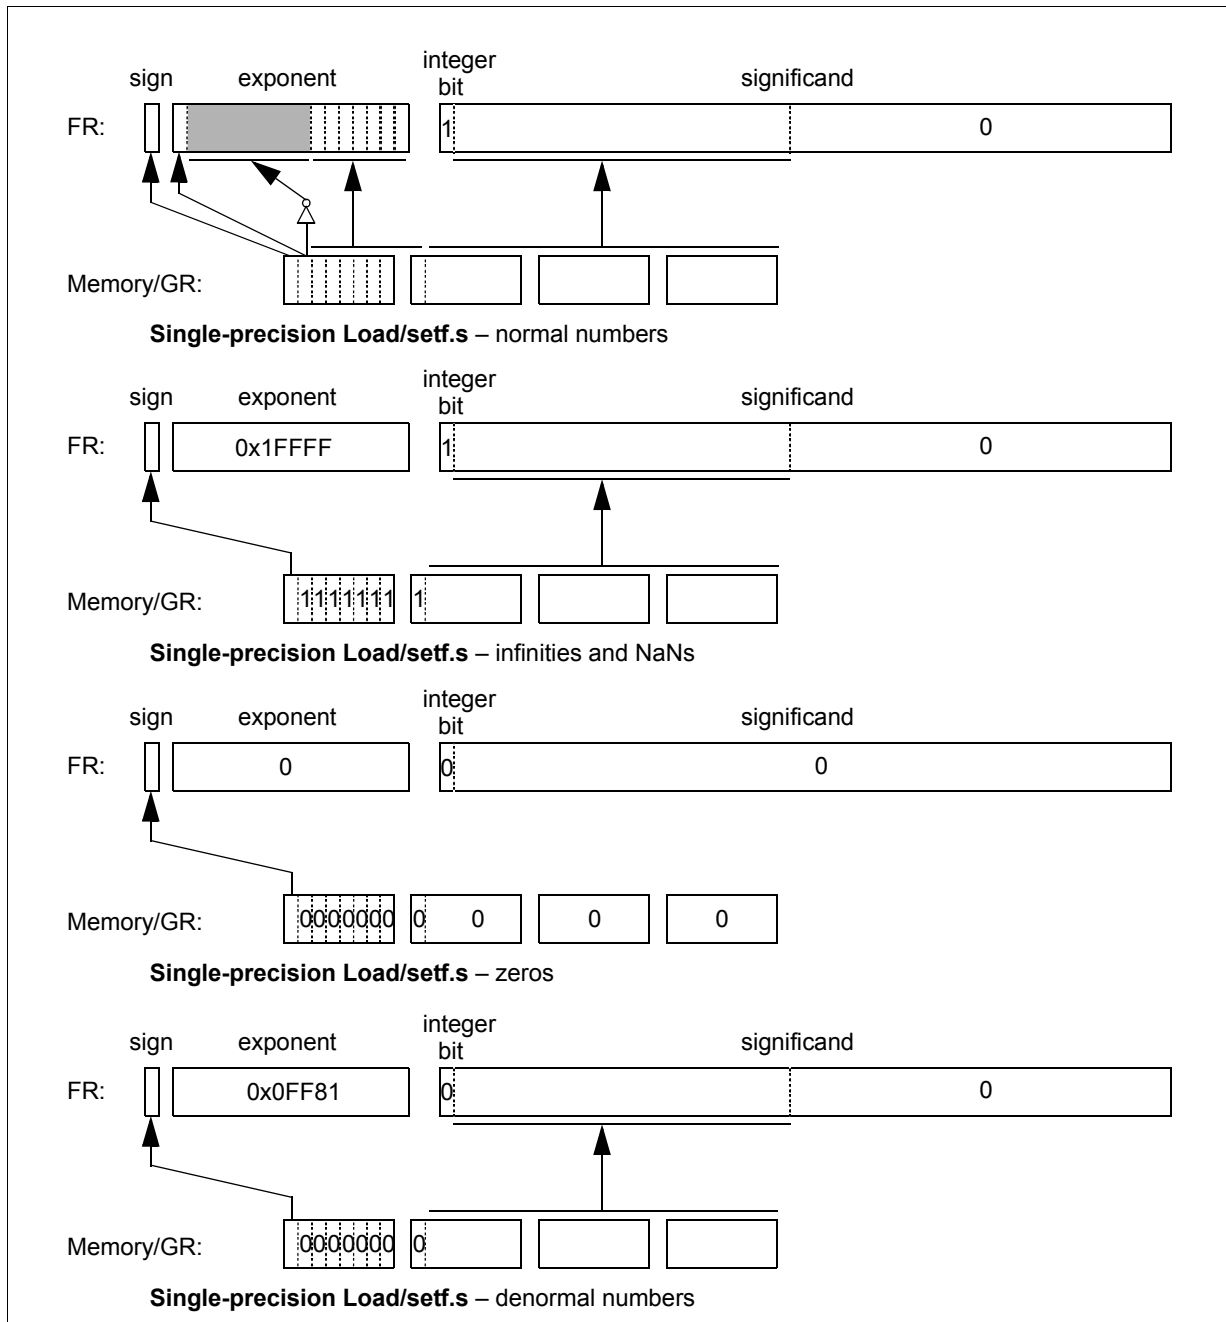 integer
sign exponent bit significand
FR: 1 0
Memory/GR:
Single-precision Load/setf.s – normal numbers
integer
sign exponent bit significand
FR: 0x1FFFF 1 0
Memory/GR: 1111111 1
Single-precision Load/setf.s – infinities and NaNs
integer
sign exponent bit significand
FR: 0 0 0
Memory/GR: 0000000 0 0 0 0
Single-precision Load/setf.s – zeros
integer
sign exponent bit significand
FR: 0x0FF81 0 0
Memory/GR: 0000000 0
Single-precision Load/setf.s – denormal numbers